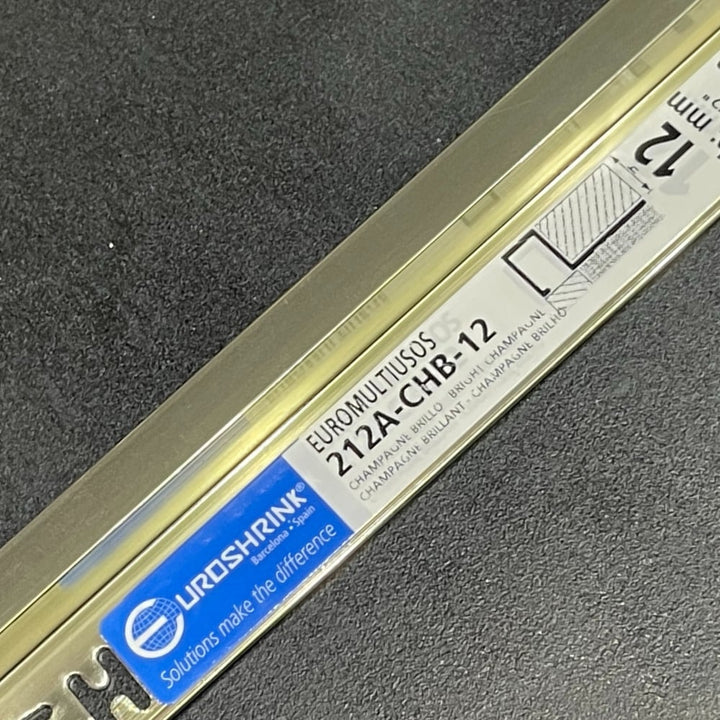 EUROMULTIUSOS
212A-CHB-12
CHAMPAGNE BRILLO - BRIGHT CHAMPAGNE
CHAMPAGNE BRILLANT - CHAMPAGNE BRILHO
12 mm
EUROSHRINK®
Barcelona • Spain
Solutions make the difference